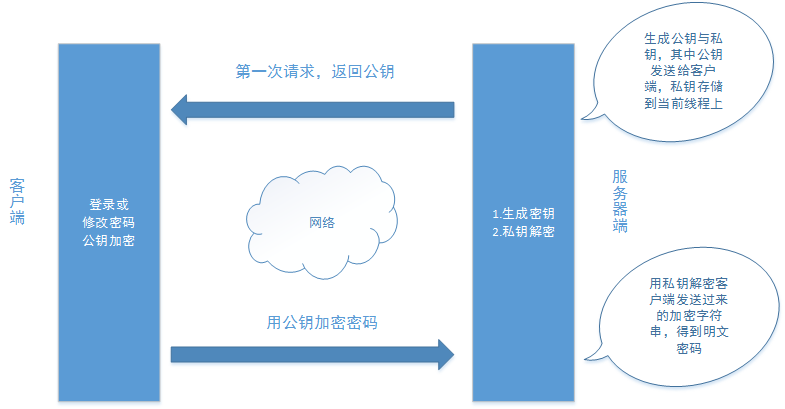 生成公钥与私
钥，其中公钥
发送给客户
端，私钥存储
到当前线程上
第一次请求，返回公钥
客户端
登录或
修改密码
公钥加密
网络
1.生成密钥
2.私钥解密
服务器端
用公钥加密密码
用私钥解密客
户端发送过来
的加密字符
串，得到明文
密码